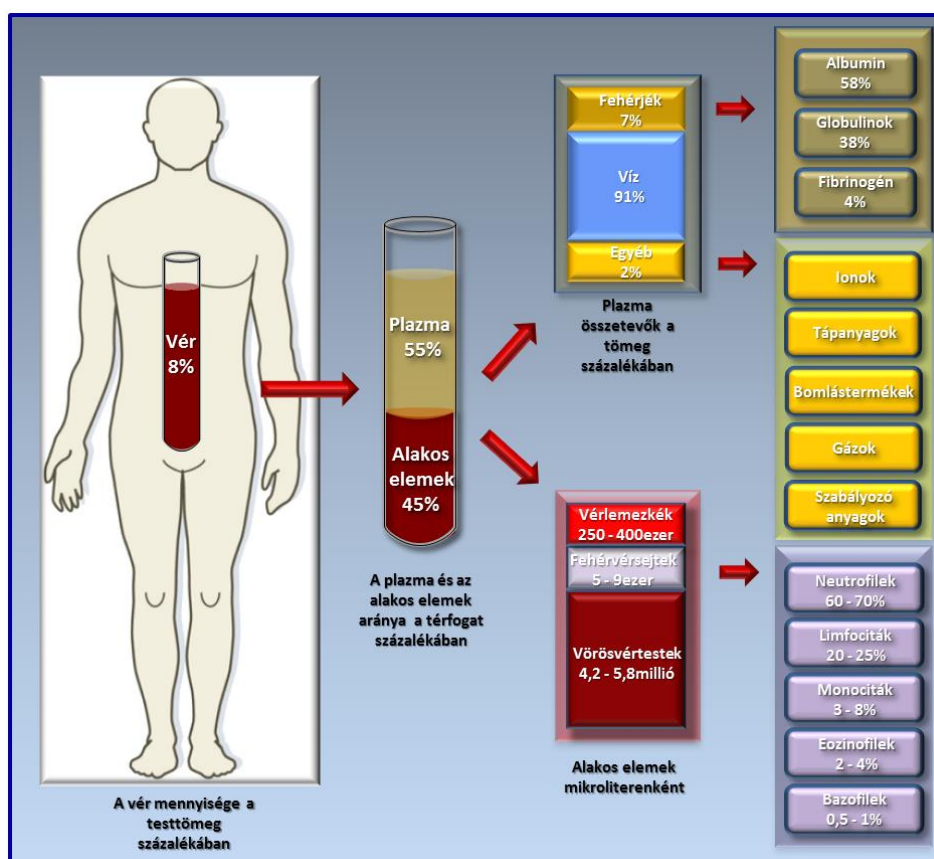 Vér
8%
A vér mennyisége a
testtömeg
százalékában
Plazma
55%
Alakos
elemek
45%
A plazma és az
alakos elemek
aránya a térfogat
százalékában
Fehérjék
7%
Víz
91%
Egyéb
2%
Plazma
összetevők a
tömeg
százalékában
Vérlemezkék
250 - 400ezer
Fehérvérsejtek
5 - 9ezer
Vörösvértestek
4,2 - 5,8millió
Alakos elemek
mikroliterenként
Albumin
58%
Globulinok
38%
Fibrinogén
4%
Ionok
Tápanyagok
Bomlástermékek
Gázok
Szabályozó
anyagok
Neutrofilek
60 - 70%
Limfociták
20 - 25%
Monociták
3 - 8%
Eozinofilek
2 - 4%
Bazofilek
0,5 - 1%